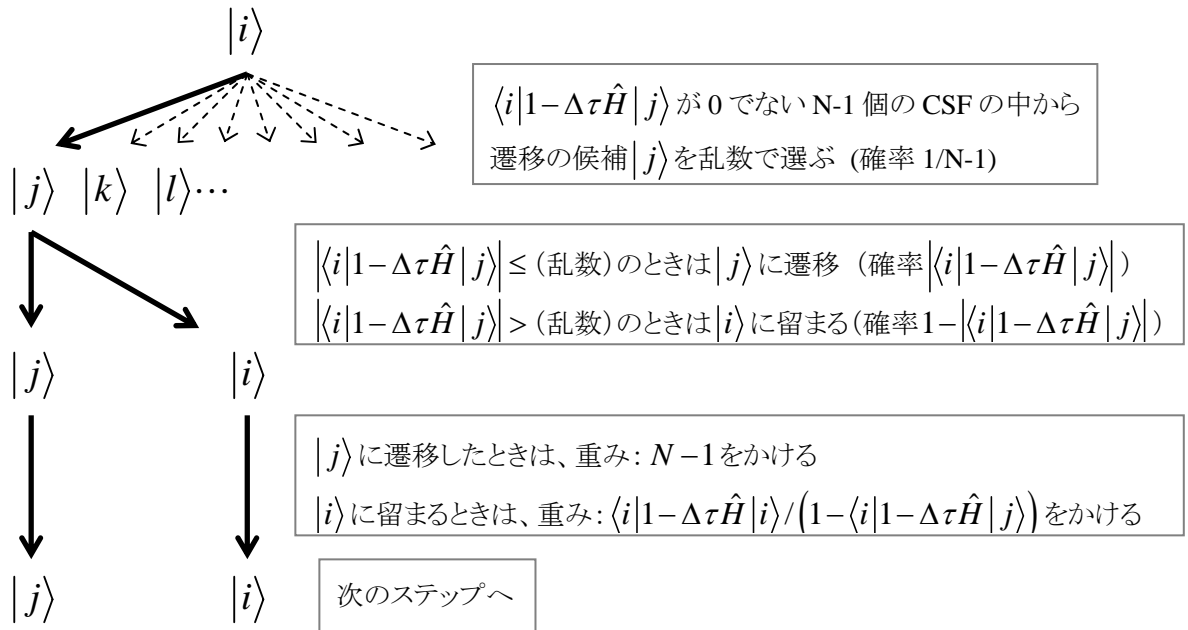 |i⟩
⟨i|1−ΔτĤ|j⟩が 0 でない N-1 個の CSF の中から
遷移の候補|j⟩を乱数で選ぶ (確率 1/N-1)
|j⟩ |k⟩ |l⟩⋯
|⟨i|1−ΔτĤ|j⟩| ≤ (乱数)のときは|j⟩に遷移 (確率|⟨i|1−ΔτĤ|j⟩|)
|⟨i|1−ΔτĤ|j⟩| > (乱数)のときは|i⟩に留まる(確率1−|⟨i|1−ΔτĤ|j⟩|)
|j⟩ |i⟩
|j⟩に遷移したときは、重み: N−1をかける
|i⟩に留まるときは、重み: ⟨i|1−ΔτĤ|i⟩/(1−⟨i|1−ΔτĤ|j⟩)をかける
|j⟩ |i⟩
次のステップへ